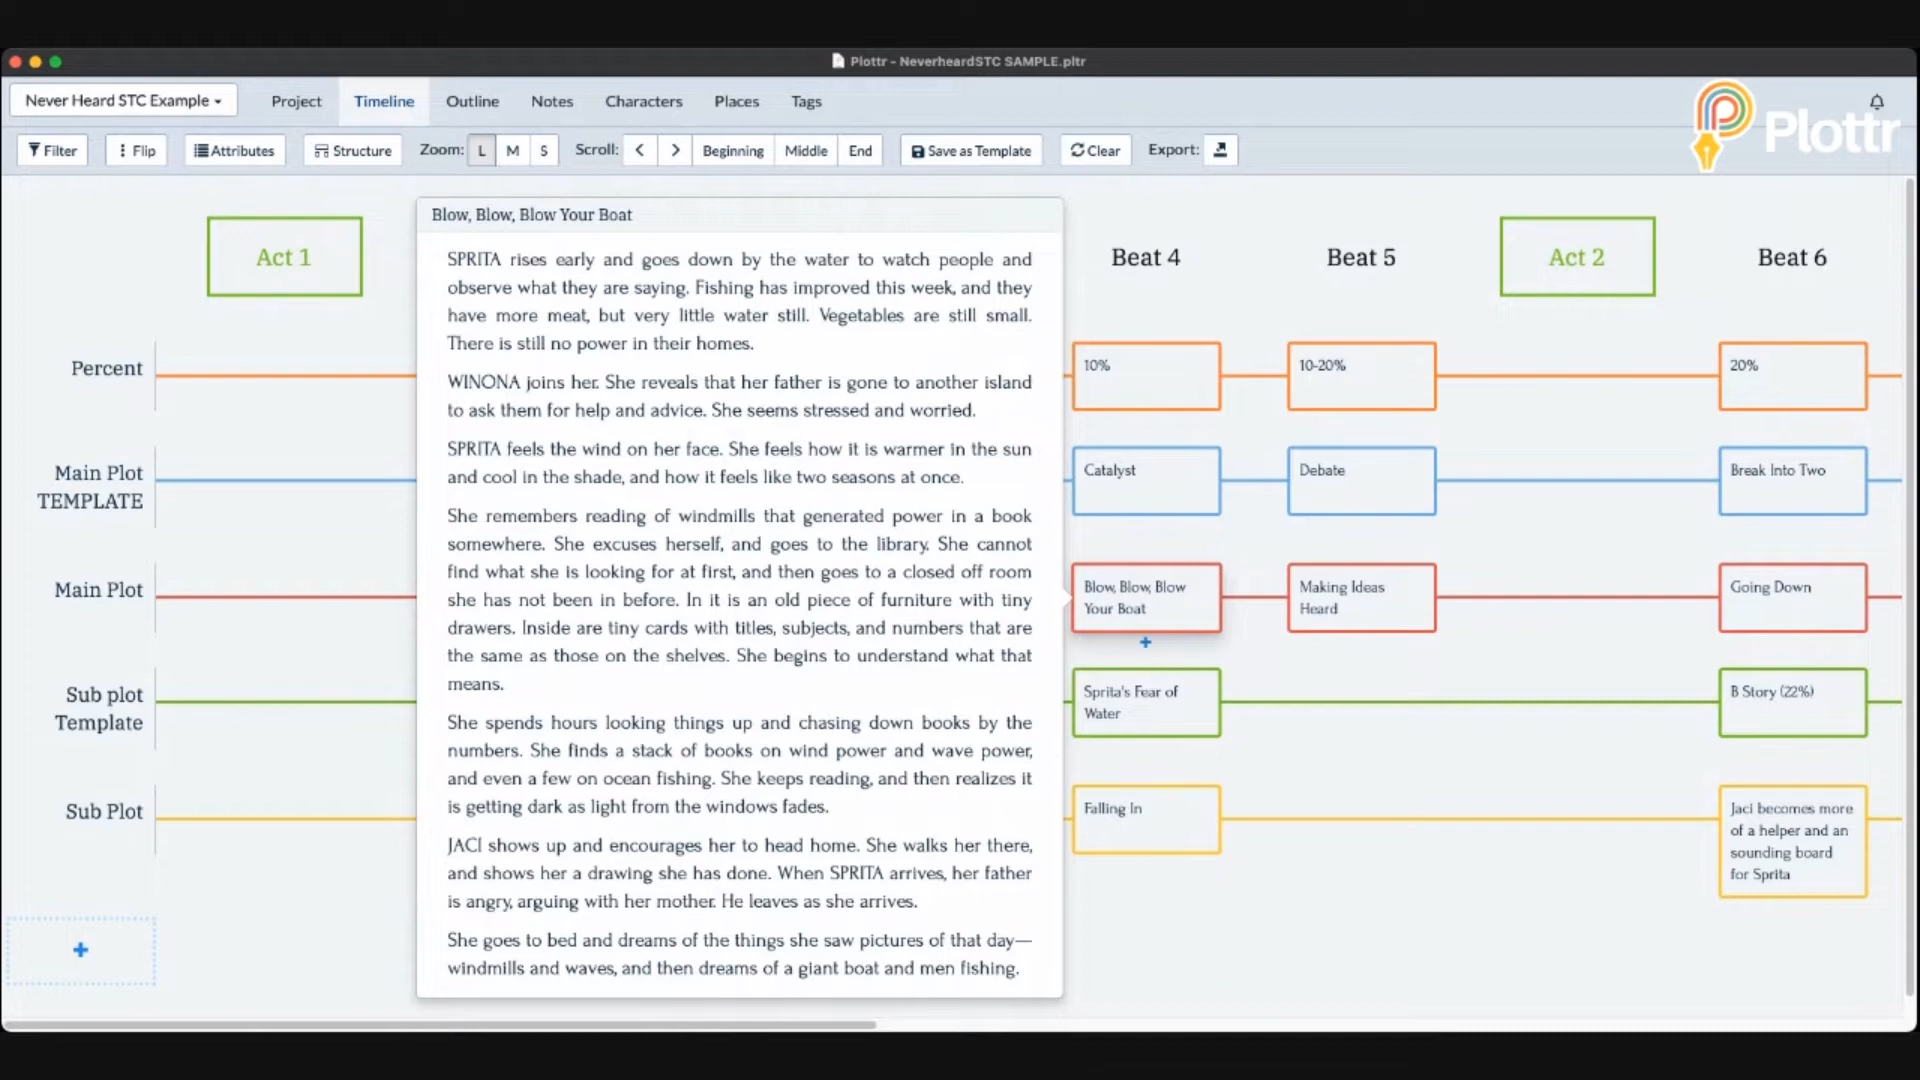 Plottr - NeverheardSTC SAMPLE.pltr
Never Heard STC Example
Project
Timeline
Outline
Notes
Characters
Places
Tags
Plottr
Filter
Flip
Attributes
Structure
Zoom:
L
M
S
Scroll:
Beginning
Middle
End
Save as Template
Clear
Export:
Act 1
Blow, Blow, Blow Your Boat
SPRITA rises early and goes down by the water to watch people and
observe what they are saying. Fishing has improved this week, and they
have more meat, but very little water still. Vegetables are still small.
There is still no power in their homes.
WINONA joins her. She reveals that her father is gone to another island
to ask them for help and advice. She seems stressed and worried.
SPRITA feels the wind on her face. She feels how it is warmer in the sun
and cool in the shade, and how it feels like two seasons at once.
She remembers reading of windmills that generated power in a book
somewhere. She excuses herself, and goes to the library. She cannot
find what she is looking for at first, and then goes to a closed off room
she has not been in before. In it is an old piece of furniture with tiny
drawers. Inside are tiny cards with titles, subjects, and numbers that are
the same as those on the shelves. She begins to understand what that
means.
She spends hours looking things up and chasing down books by the
numbers. She finds a stack of books on wind power and wave power,
and even a few on ocean fishing. She keeps reading, and then realizes it
is getting dark as light from the windows fades.
JACI shows up and encourages her to head home. She walks her there,
and shows her a drawing she has done. When SPRITA arrives, her father
is angry, arguing with her mother. He leaves as she arrives.
She goes to bed and dreams of the things she saw pictures of that day—
windmills and waves, and then dreams of a giant boat and men fishing.
Beat 4
Beat 5
Act 2
Beat 6
Percent
10%
10-20%
20%
Main Plot
TEMPLATE
Catalyst
Debate
Break Into Two
Main Plot
Blow, Blow, Blow
Your Boat
Making Ideas
Heard
Going Down
Sub plot
Template
Sprita's Fear of
Water
B Story (22%)
Sub Plot
Falling In
Jaci becomes more
of a helper and an
sounding board
for Sprita